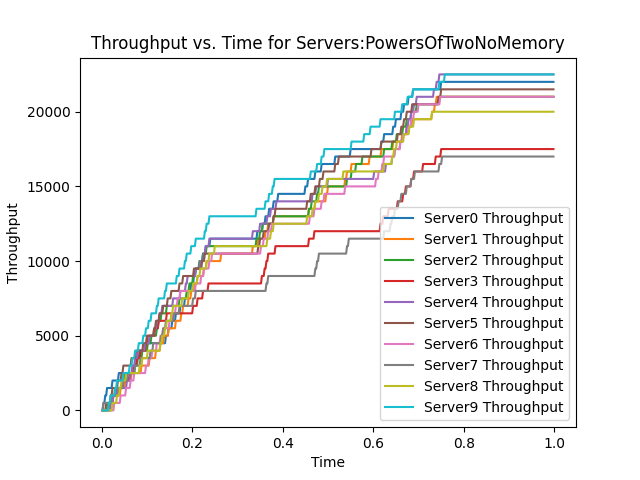 Throughput vs. Time for Servers:PowersOfTwoNoMemory
Throughput
20000
15000
10000
5000
0
0.0 0.2 0.4 0.6 0.8 1.0
Time
Server0 Throughput
Server1 Throughput
Server2 Throughput
Server3 Throughput
Server4 Throughput
Server5 Throughput
Server6 Throughput
Server7 Throughput
Server8 Throughput
Server9 Throughput